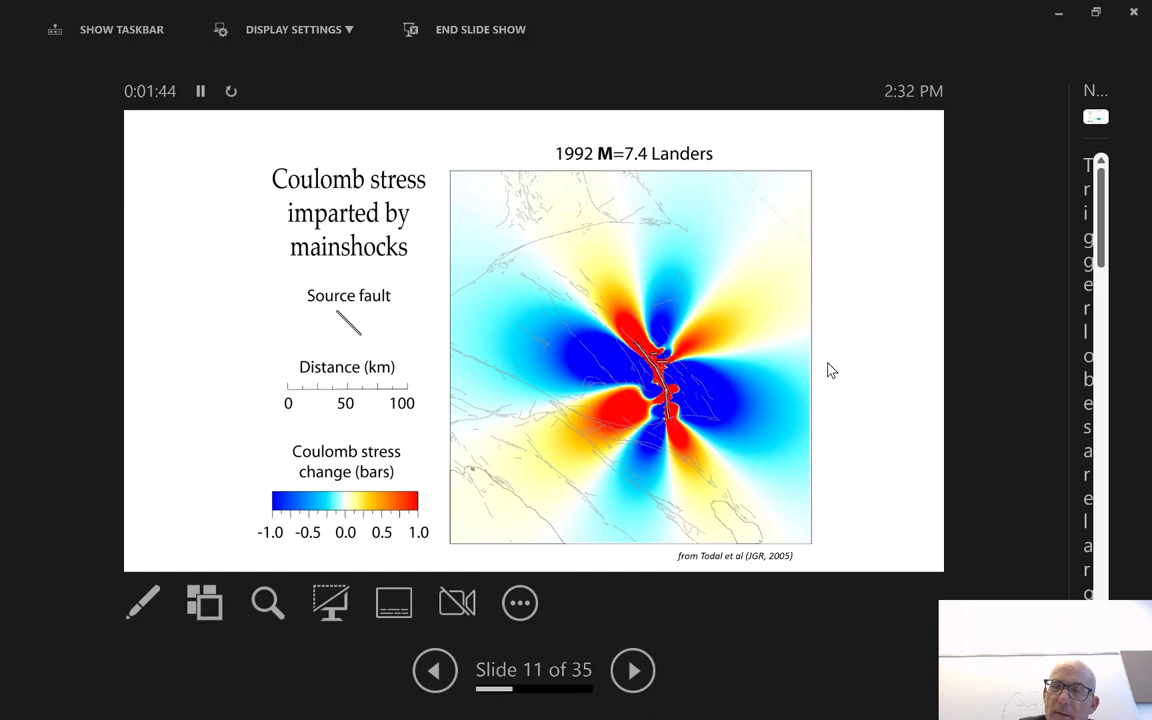 SHOW TASKBAR
DISPLAY SETTINGS ▼
END SLIDE SHOW
0:01:44
2:32 PM
N...
1992 M=7.4 Landers
Coulomb stress
imparted by
mainshocks
Source fault
Distance (km)
0 50 100
Coulomb stress
change (bars)
-1.0 -0.5 0.0 0.5 1.0
from Todal et al (JGR, 2005)
T
r
i
g
g
e
r
l
o
b
e
s
a
r
e
l
a
r
g
Slide 11 of 35